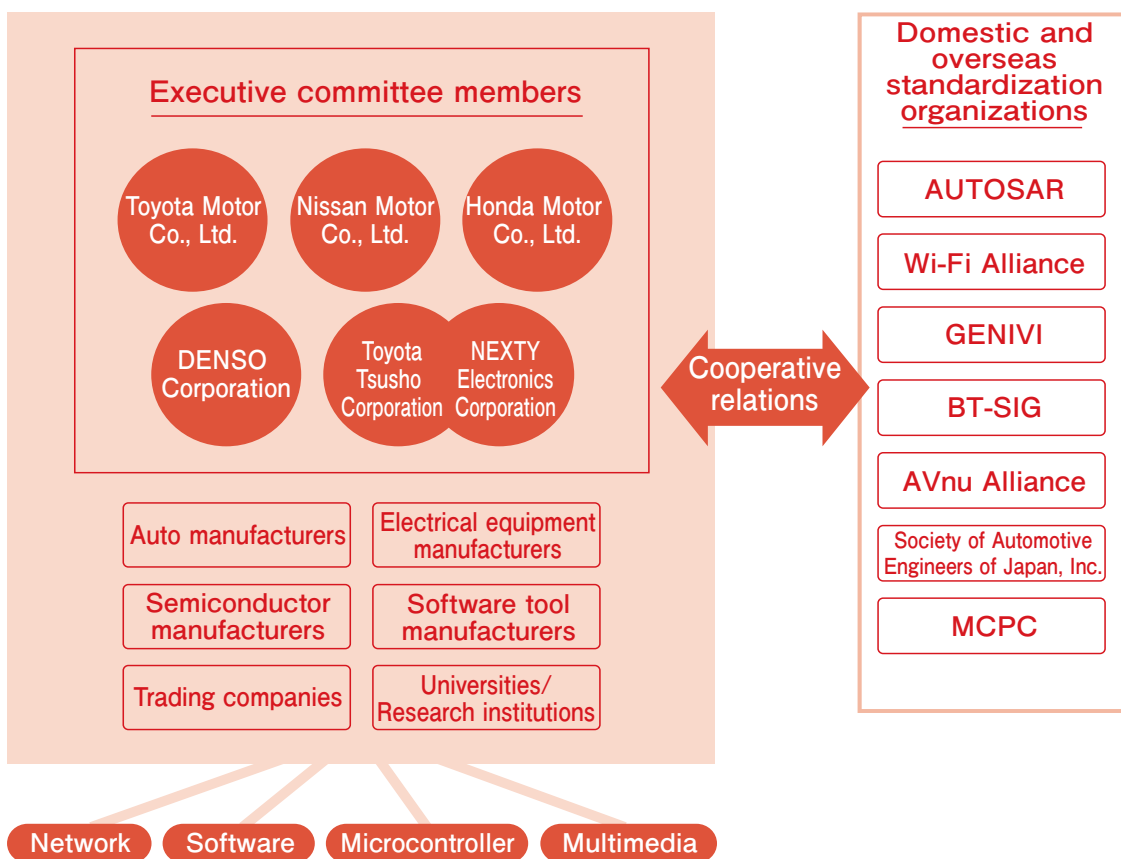 Executive committee members
Toyota Motor
Co., Ltd.
Nissan Motor
Co., Ltd.
Honda Motor
Co., Ltd.
DENSO
Corporation
Toyota
Tsusho
Corporation
NEXTY
Electronics
Corporation
Auto manufacturers
Electrical equipment
manufacturers
Semiconductor
manufacturers
Software tool
manufacturers
Trading companies
Universities/
Research institutions
Network
Software
Microcontroller
Multimedia
Cooperative
relations
Domestic and
overseas
standardization
organizations
AUTOSAR
Wi-Fi Alliance
GENIVI
BT-SIG
AVnu Alliance
Society of Automotive
Engineers of Japan, Inc.
MCPC